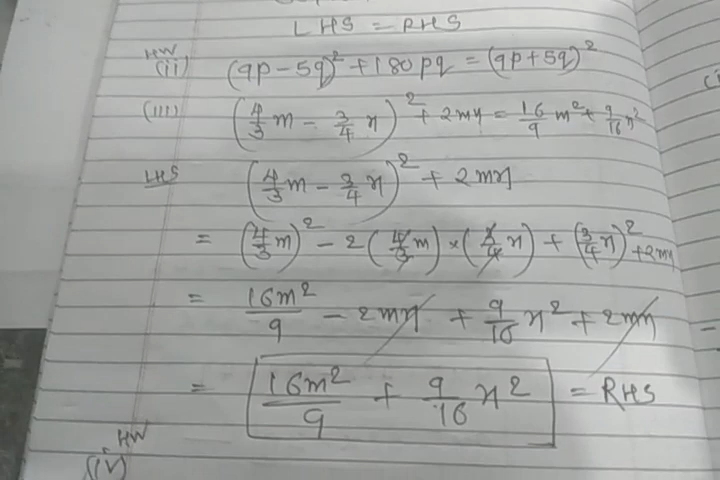 LHS = RHS
HW
(ii) (9p - 5q)² + 180pq = (9p + 5q)²
(iii) (4/3 m - 3/4 n)² + 2mn = 16/9 m² + 9/16 n²
LHS (4/3 m - 3/4 n)² + 2mn
= (4/3 m)² - 2(4/3 m) × (3/4 n) + (3/4 n)² + 2mn
= 16m²/9 - 2mn + 9/16 n² + 2mn
= 16m²/9 + 9/16 n² = RHS
HW
(iv)